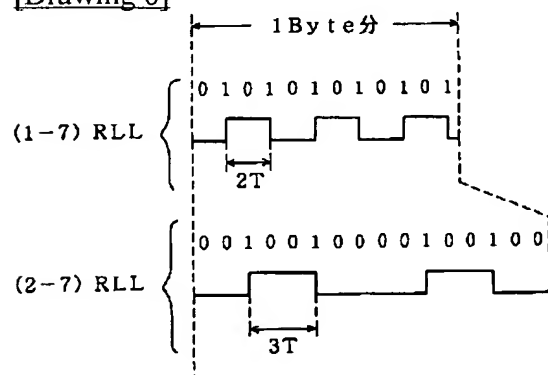 [Drawing
1Byte分
0 1 0 1 0 1 0 1 0 1 0 1
(1-7) RLL
2T
0 0 1 0 0 1 0 0 0 0 1 0 0 1 0 0
(2-7) RLL
3T